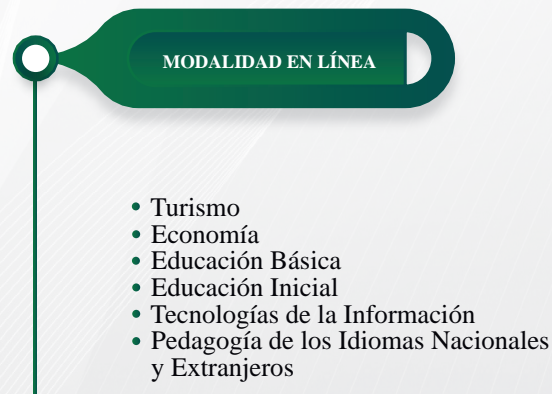 MODALIDAD EN LÍNEA
• Turismo
• Economía
• Educación Básica
• Educación Inicial
• Tecnologías de la Información
• Pedagogía de los Idiomas Nacionales
y Extranjeros